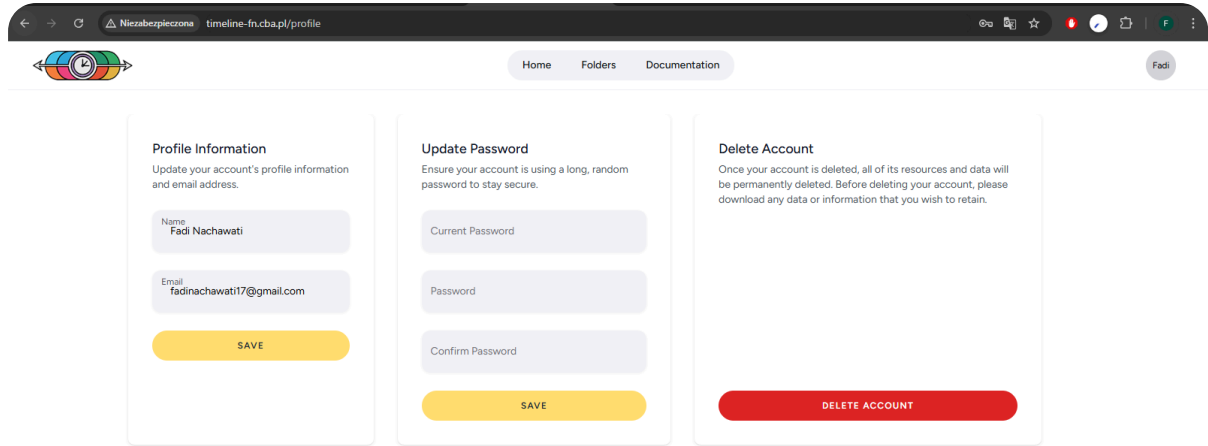 Niezabezpieczona timeline-fn.cba.pl/profile
F
Home Folders Documentation
Fadi
Profile Information
Update your account's profile information
and email address.
Name
Fadi Nachawati
Email
fadinachawati17@gmail.com
SAVE
Update Password
Ensure your account is using a long, random
password to stay secure.
Current Password
Password
Confirm Password
SAVE
Delete Account
Once your account is deleted, all of its resources and data will
be permanently deleted. Before deleting your account, please
download any data or information that you wish to retain.
DELETE ACCOUNT